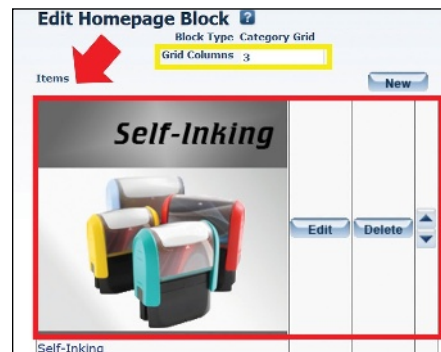 Edit Homepage Block ?
Block Type Category Grid
Grid Columns 3
Items
New
Self-Inking
Edit
Delete
Self-Inking